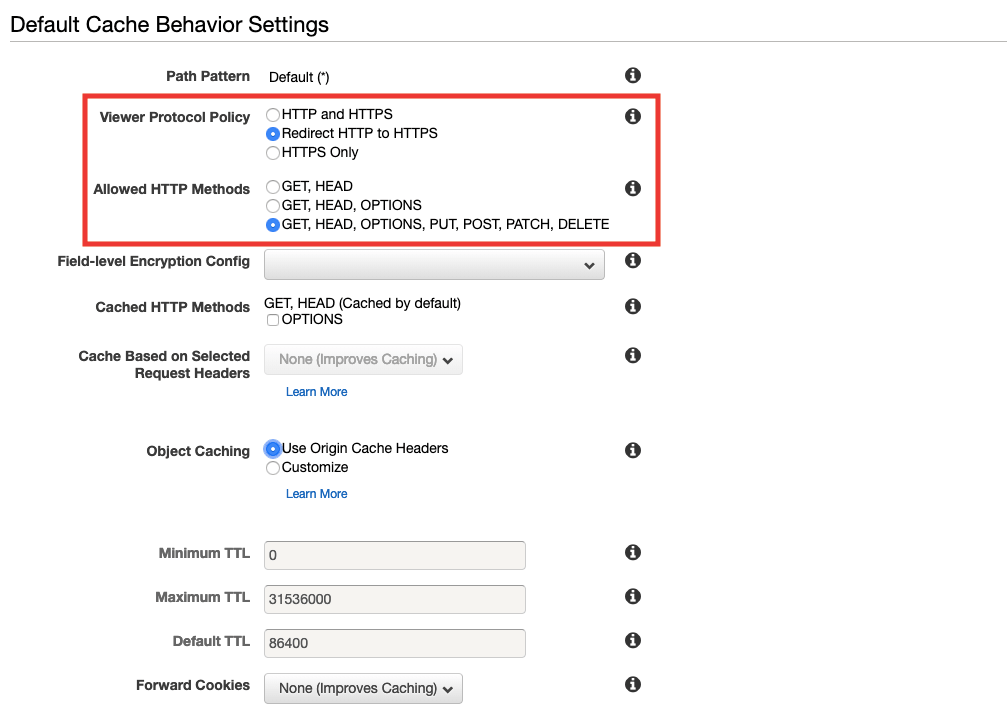 Default Cache Behavior Settings
Path Pattern Default (*)
Viewer Protocol Policy HTTP and HTTPS
Redirect HTTP to HTTPS
HTTPS Only
Allowed HTTP Methods GET, HEAD
GET, HEAD, OPTIONS
GET, HEAD, OPTIONS, PUT, POST, PATCH, DELETE
Field-level Encryption Config
Cached HTTP Methods GET, HEAD (Cached by default)
OPTIONS
Cache Based on Selected
Request Headers
None (Improves Caching)
Learn More
Object Caching Use Origin Cache Headers
Customize
Learn More
Minimum TTL 0
Maximum TTL 31536000
Default TTL 86400
Forward Cookies None (Improves Caching)